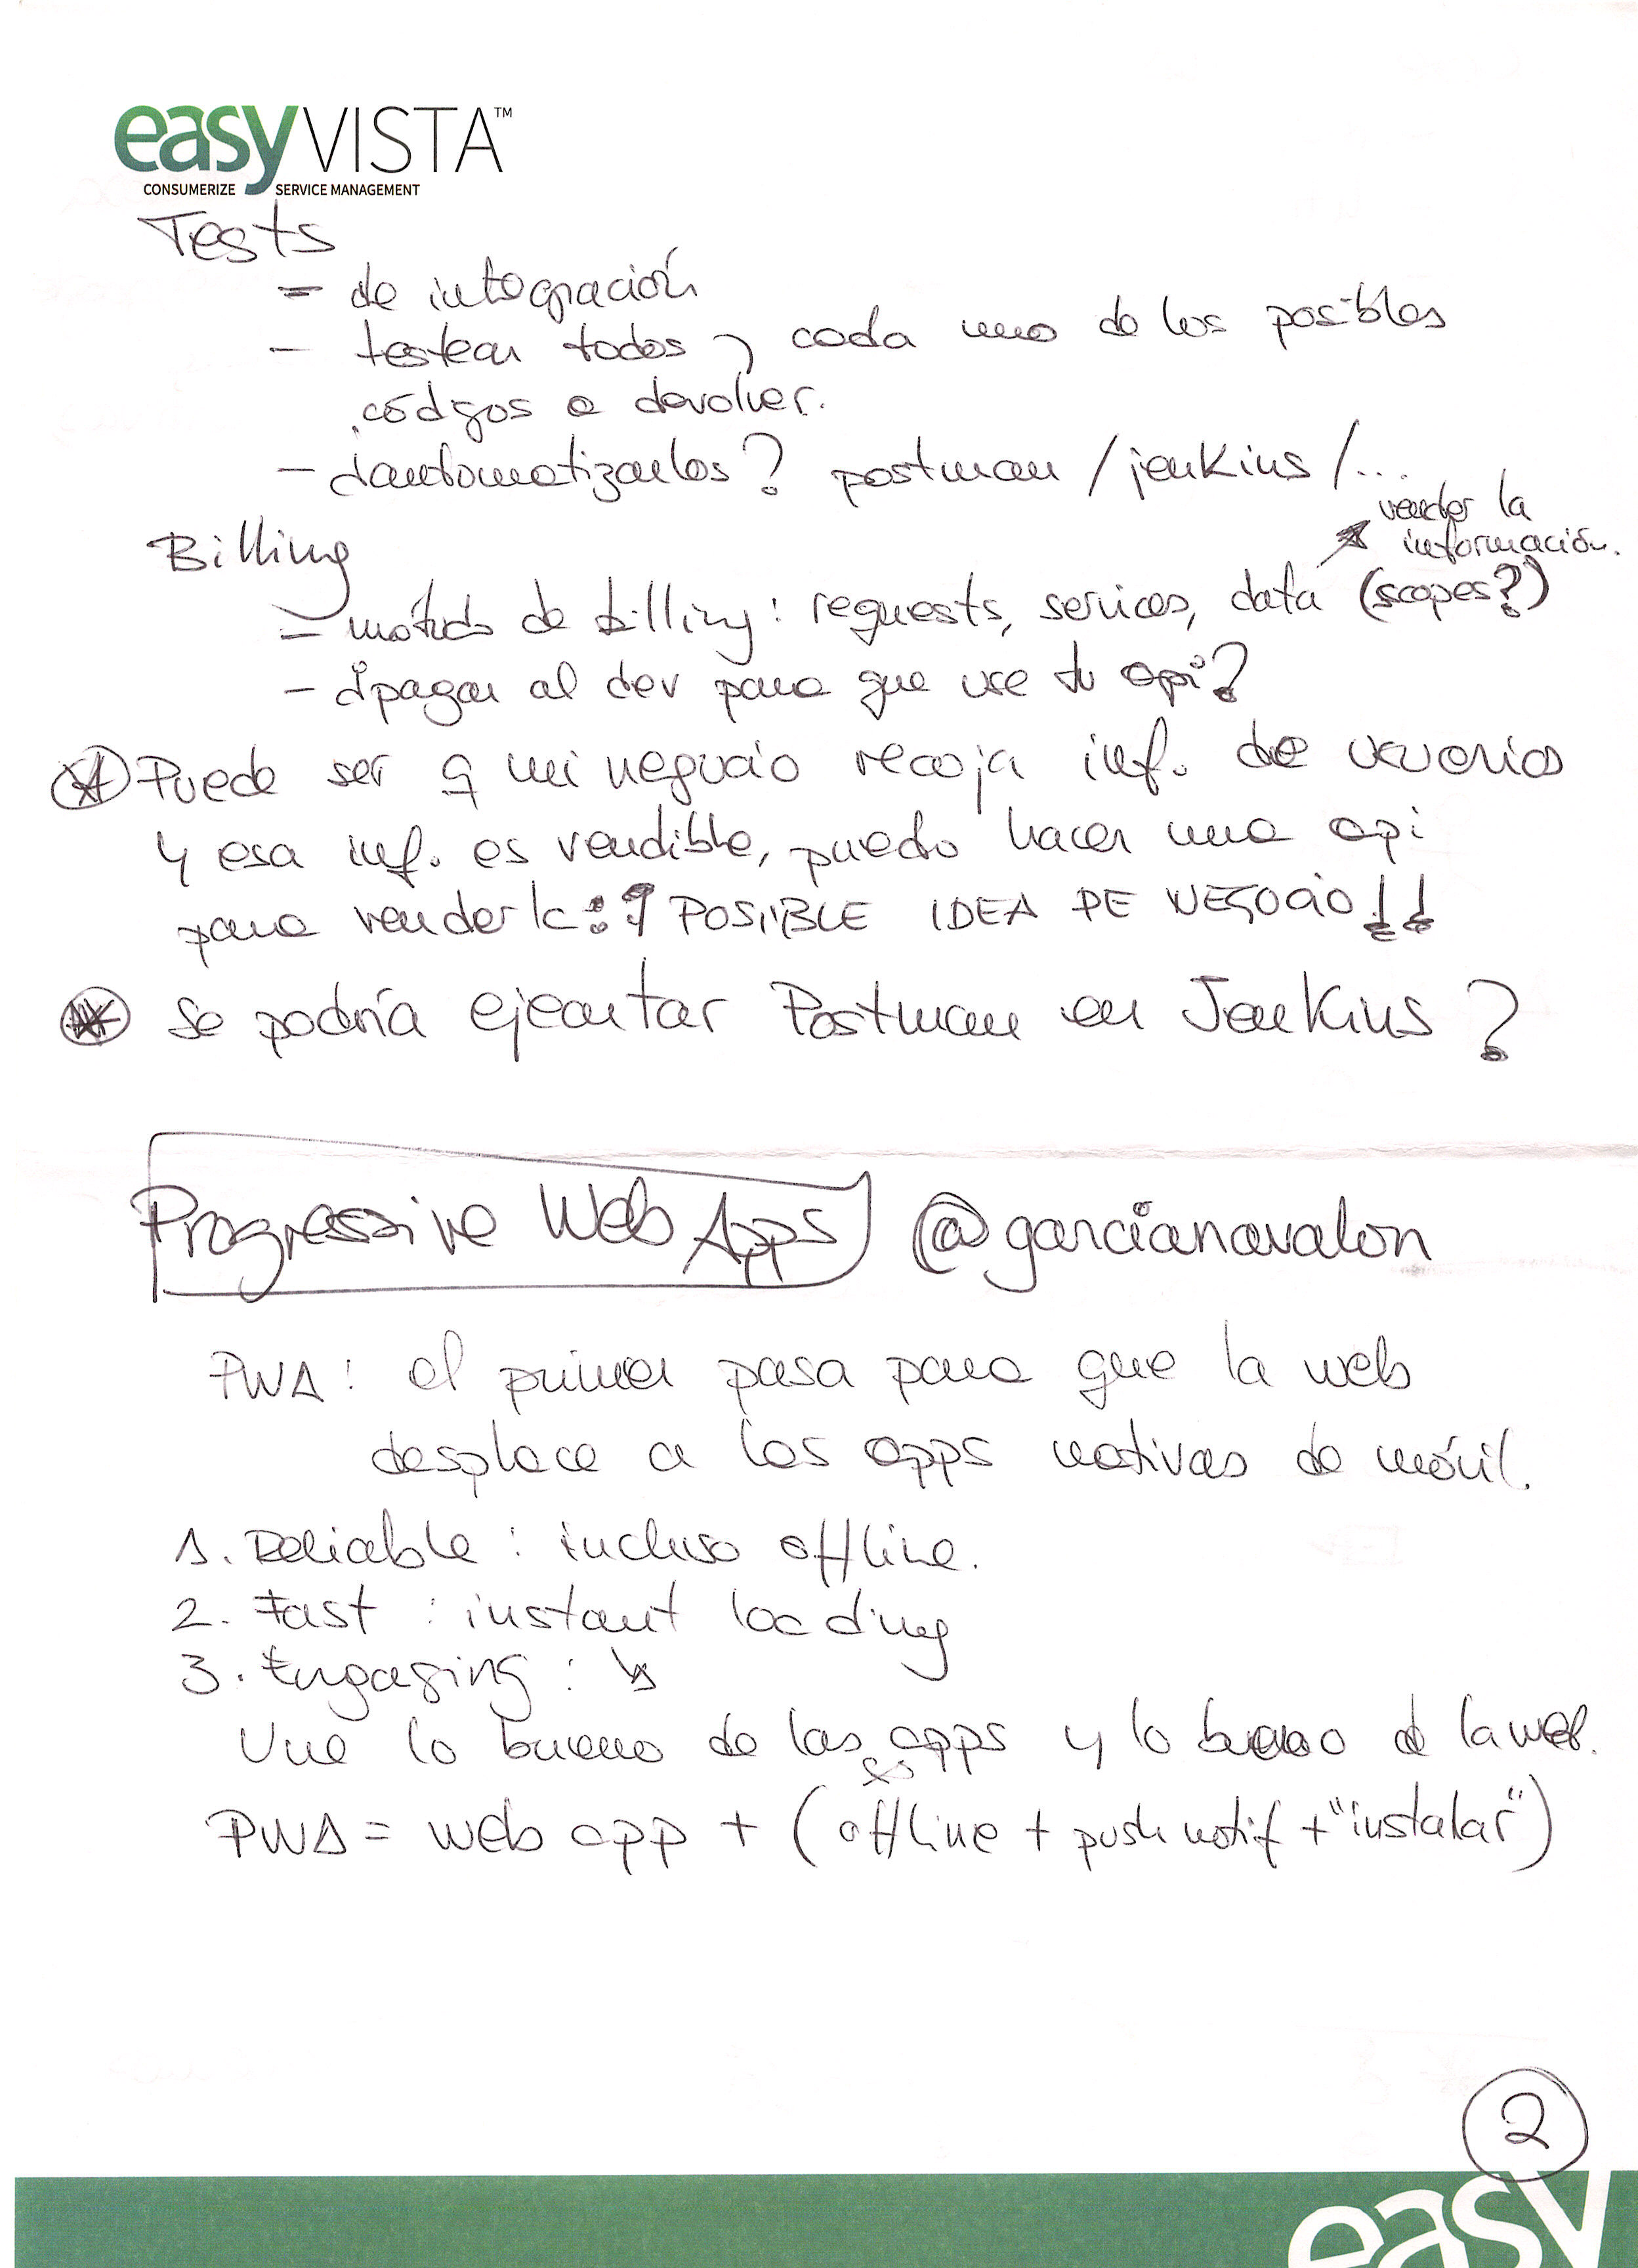 easyVISTA™
CONSUMERIZE SERVICE MANAGEMENT
Tests
- de integración
- testear todos y cada uno de los posibles
códigos a devolver.
- ¿automatizarlos? postman / jenkins / ...
vender la
información.
Billing
- método de billing: requests, services, data (scopes?)
- ¿pagar al dev para que use tu api?
Puede ser q mi negocio recoja inf. de usuarios
y esa inf. es vendible, puedo hacer una api
para venderla!! POSIBLE IDEA DE NEGOCIO!!
Se podría ejecutar Postman en Jenkins?
Progressive Web Apps @garcianavalon
PWA: el primer pasa para que la web
desplace a las apps nativas de móvil.
1. Reliable: incluso offline.
2. Fast: instant loading
3. Engaging: ↳
Une lo bueno de las apps y lo bueno d la web.
PWA = web app + (offline + push notif + "instalar")
2
easy